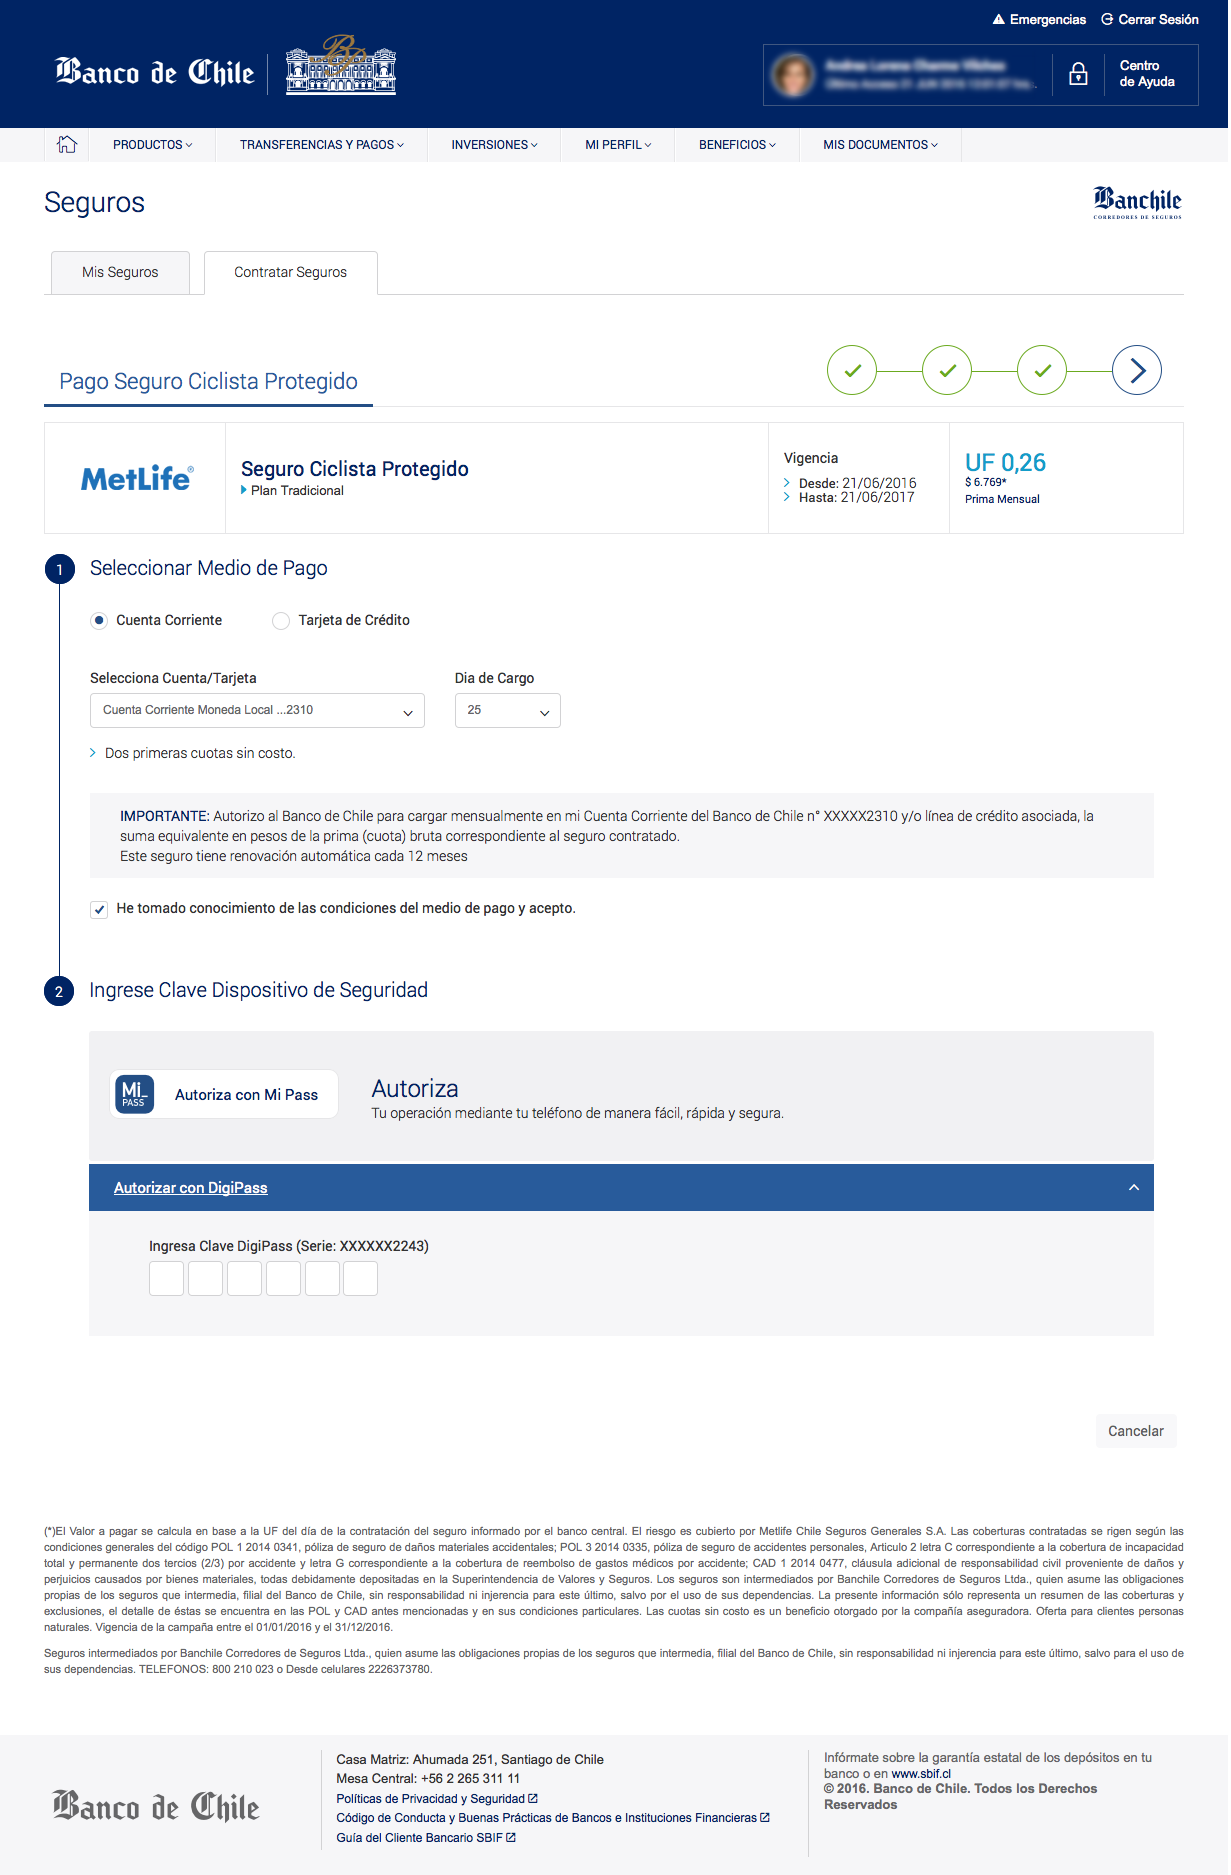 Emergencias Cerrar Sesión
Banco de Chile
Centro
de Ayuda
PRODUCTOS TRANSFERENCIAS Y PAGOS INVERSIONES MI PERFIL BENEFICIOS MIS DOCUMENTOS
Seguros
Banchile
CORREDORES DE SEGUROS
Mis Seguros Contratar Seguros
Pago Seguro Ciclista Protegido
MetLife®
Seguro Ciclista Protegido
Plan Tradicional
Vigencia
Desde: 21/06/2016
Hasta: 21/06/2017
UF 0,26
$ 6.769*
Prima Mensual
1 Seleccionar Medio de Pago
Cuenta Corriente Tarjeta de Crédito
Selecciona Cuenta/Tarjeta Dia de Cargo
Cuenta Corriente Moneda Local ...2310 25
Dos primeras cuotas sin costo.
IMPORTANTE: Autorizo al Banco de Chile para cargar mensualmente en mi Cuenta Corriente del Banco de Chile n° XXXXX2310 y/o línea de crédito asociada, la
suma equivalente en pesos de la prima (cuota) bruta correspondiente al seguro contratado.
Este seguro tiene renovación automática cada 12 meses
He tomado conocimiento de las condiciones del medio de pago y acepto.
2 Ingrese Clave Dispositivo de Seguridad
Mi_
PASS
Autoriza con Mi Pass
Autoriza
Tu operación mediante tu teléfono de manera fácil, rápida y segura.
Autorizar con DigiPass
Ingresa Clave DigiPass (Serie: XXXXXX2243)
Cancelar
(*)El Valor a pagar se calcula en base a la UF del día de la contratación del seguro informado por el banco central. El riesgo es cubierto por Metlife Chile Seguros Generales S.A. Las coberturas contratadas se rigen según las
condiciones generales del código POL 1 2014 0341, póliza de seguro de daños materiales accidentales; POL 3 2014 0335, póliza de seguro de accidentes personales, Articulo 2 letra C correspondiente a la cobertura de incapacidad
total y permanente dos tercios (2/3) por accidente y letra G correspondiente a la cobertura de reembolso de gastos médicos por accidente; CAD 1 2014 0477, cláusula adicional de responsabilidad civil proveniente de daños y
perjuicios causados por bienes materiales, todas debidamente depositadas en la Superintendencia de Valores y Seguros. Los seguros son intermediados por Banchile Corredores de Seguros Ltda., quien asume las obligaciones
propias de los seguros que intermedia, filial del Banco de Chile, sin responsabilidad ni injerencia para este último, salvo por el uso de sus dependencias. La presente información sólo representa un resumen de las coberturas y
exclusiones, el detalle de éstas se encuentra en las POL y CAD antes mencionadas y en sus condiciones particulares. Las cuotas sin costo es un beneficio otorgado por la compañía aseguradora. Oferta para clientes personas
naturales. Vigencia de la campaña entre el 01/01/2016 y el 31/12/2016.
Seguros intermediados por Banchile Corredores de Seguros Ltda., quien asume las obligaciones propias de los seguros que intermedia, filial del Banco de Chile, sin responsabilidad ni injerencia para este último, salvo para el uso de
sus dependencias. TELEFONOS: 800 210 023 o Desde celulares 2226373780.
Banco de Chile
Casa Matriz: Ahumada 251, Santiago de Chile
Mesa Central: +56 2 265 311 11
Políticas de Privacidad y Seguridad
Código de Conducta y Buenas Prácticas de Bancos e Instituciones Financieras
Guía del Cliente Bancario SBIF
Infórmate sobre la garantía estatal de los depósitos en tu
banco o en www.sbif.cl
© 2016. Banco de Chile. Todos los Derechos
Reservados